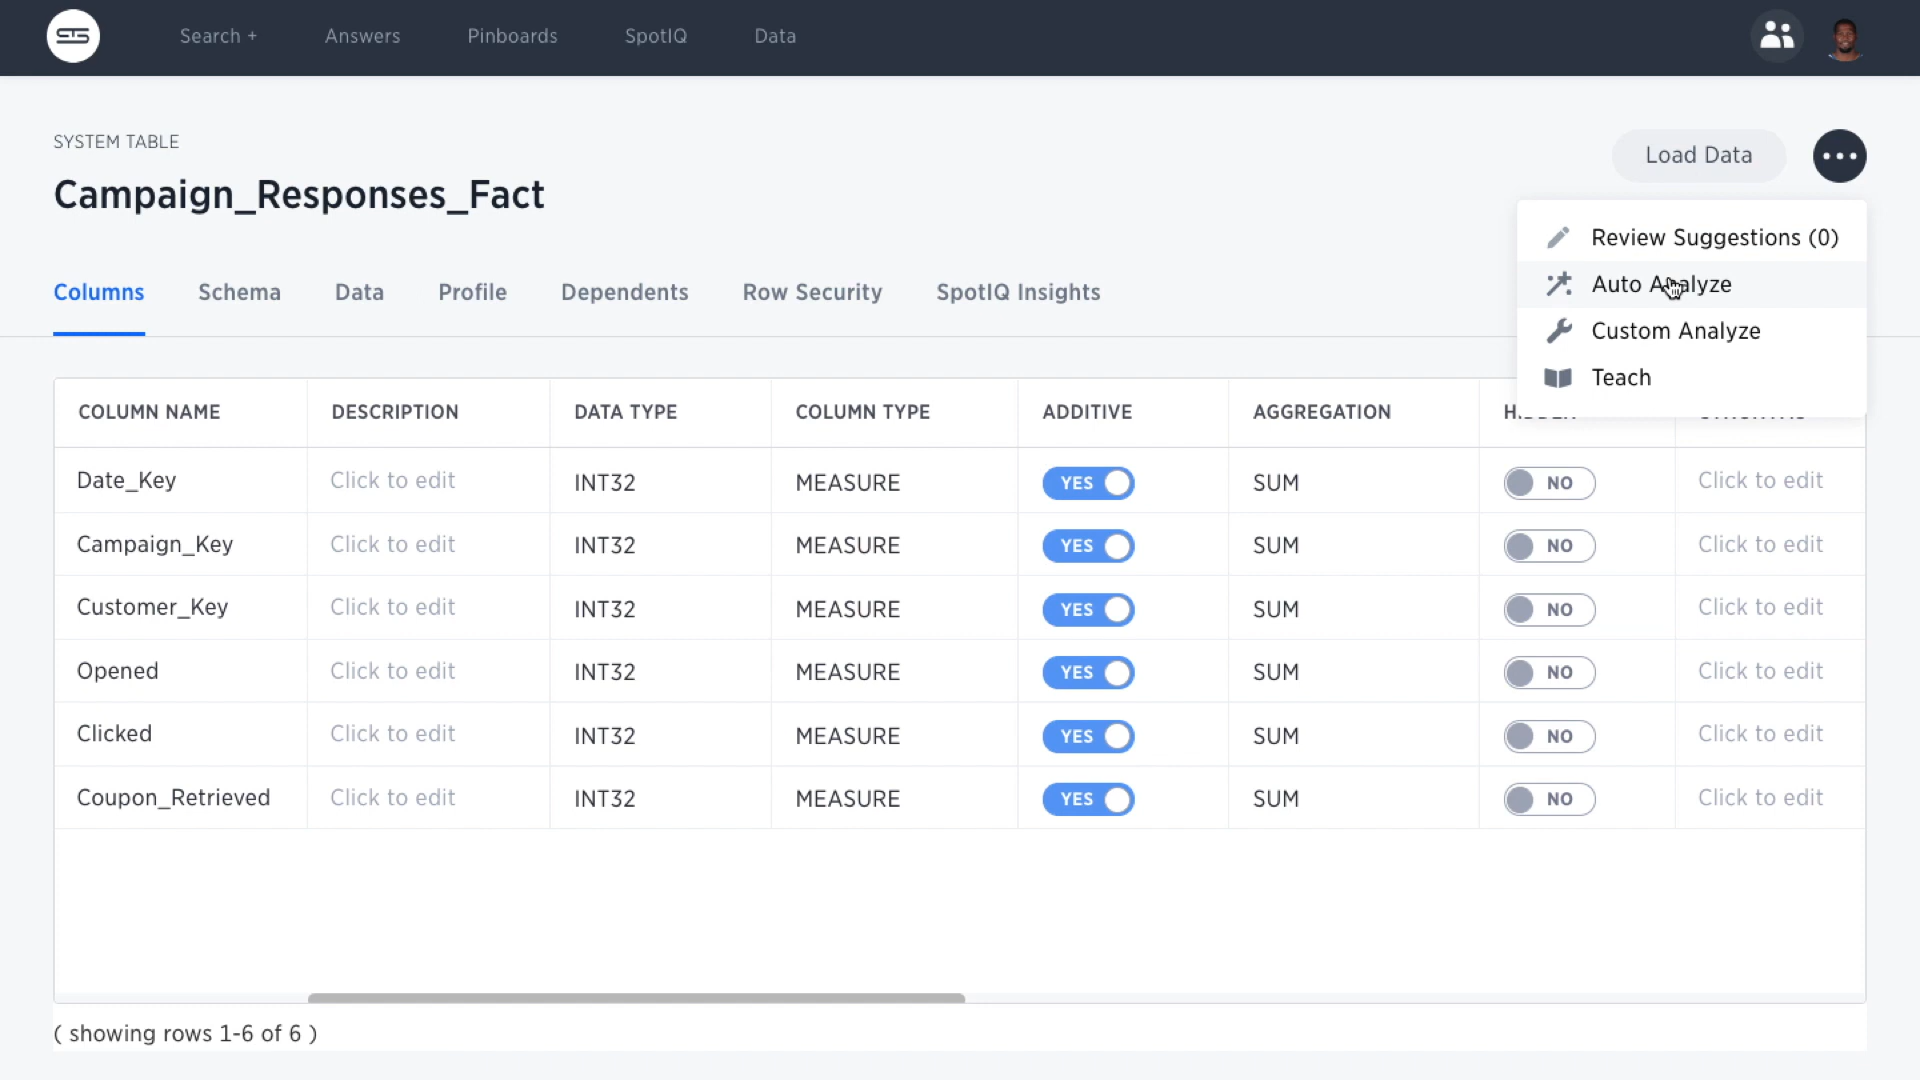 Search +
Answers
Pinboards
SpotIQ
Data
SYSTEM TABLE
Campaign_Responses_Fact
Load Data
Review Suggestions (0)
Auto Analyze
Custom Analyze
Teach
Columns
Schema
Data
Profile
Dependents
Row Security
SpotIQ Insights
COLUMN NAME DESCRIPTION DATA TYPE COLUMN TYPE ADDITIVE AGGREGATION
Date_Key Click to edit INT32 MEASURE YES SUM NO Click to edit
Campaign_Key Click to edit INT32 MEASURE YES SUM NO Click to edit
Customer_Key Click to edit INT32 MEASURE YES SUM NO Click to edit
Opened Click to edit INT32 MEASURE YES SUM NO Click to edit
Clicked Click to edit INT32 MEASURE YES SUM NO Click to edit
Coupon_Retrieved Click to edit INT32 MEASURE YES SUM NO Click to edit
( showing rows 1-6 of 6 )